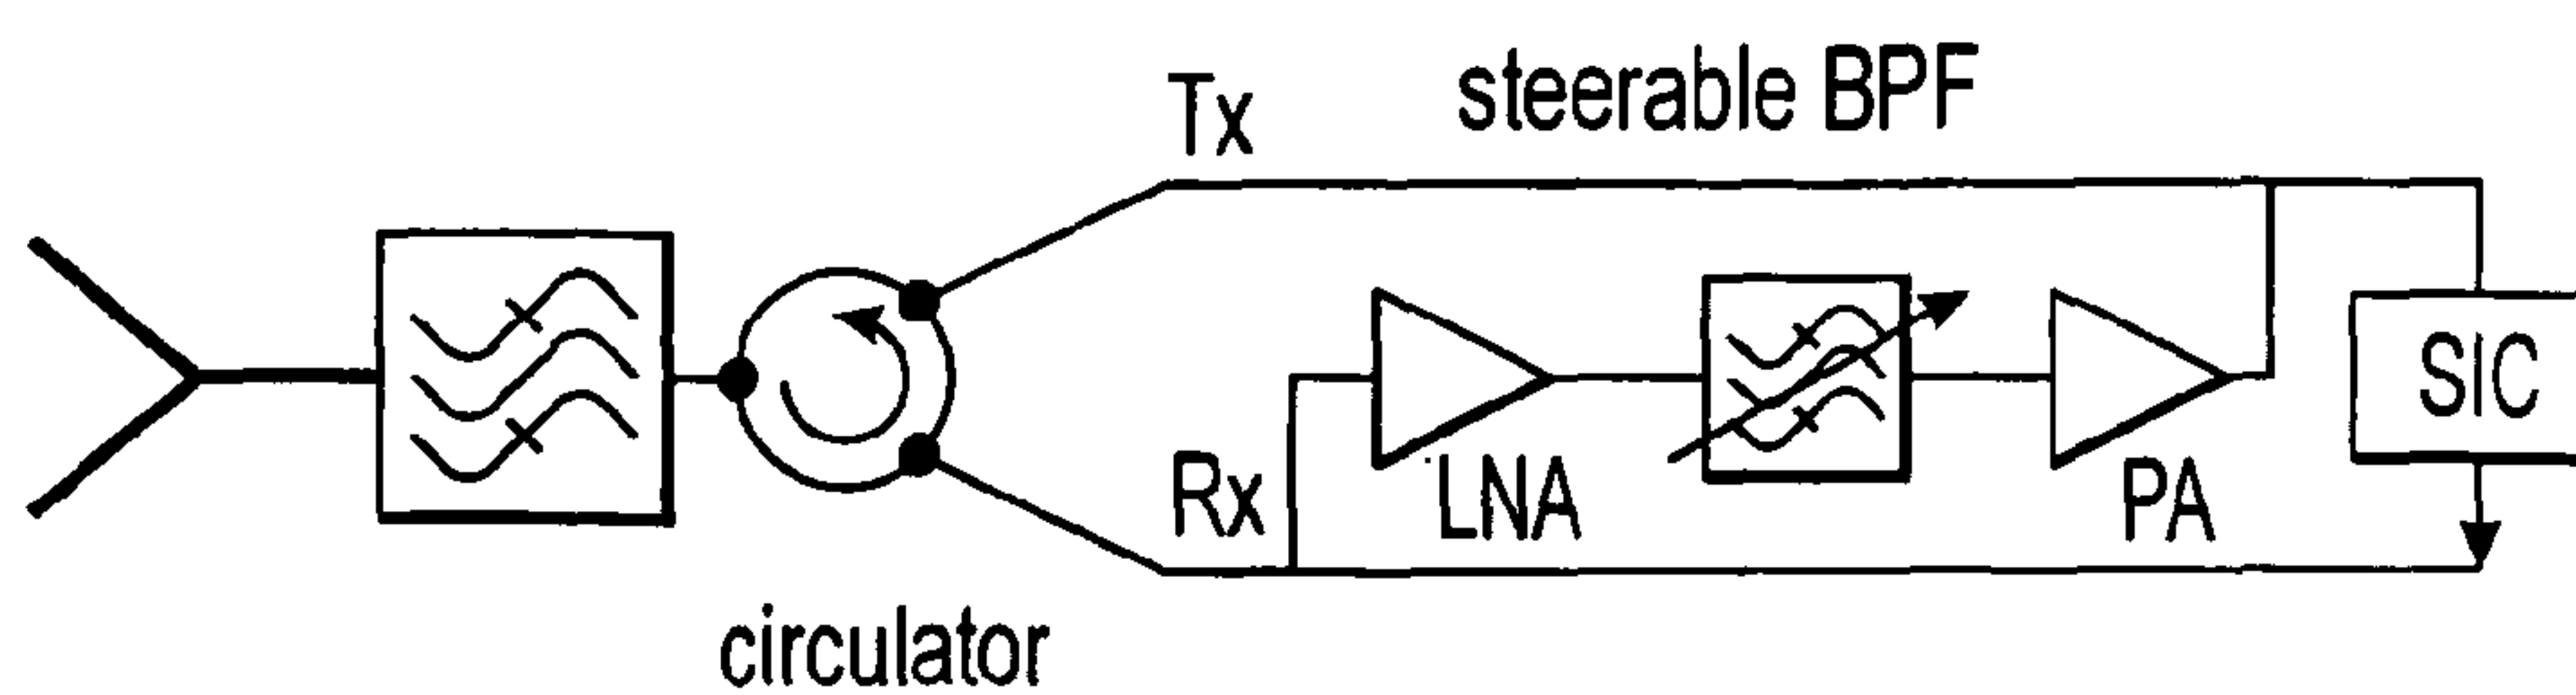 Tx
steerable BPF
Rx
LNA
PA
SIC
circulator